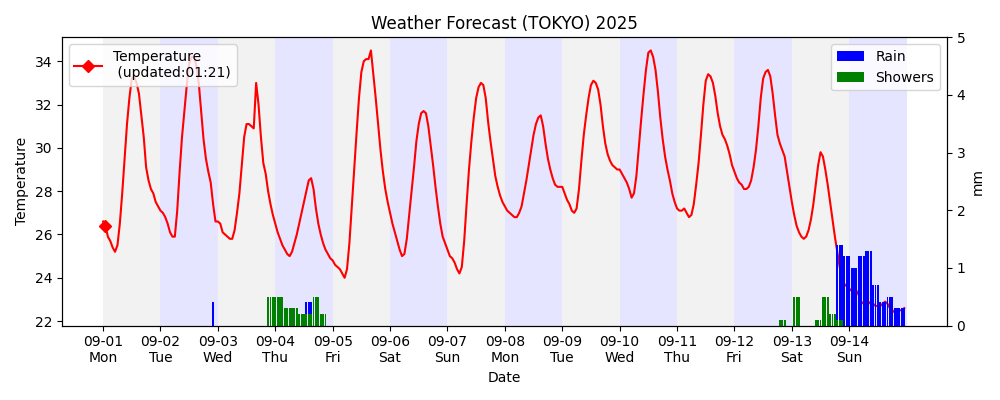 Weather Forecast (TOKYO) 2025
Temperature
(updated:01:21)
Rain
Showers
Temperature
34
32
30
28
26
24
22
5
4
3
2
1
0
mm
09-01 09-02 09-03 09-04 09-05 09-06 09-07 09-08 09-09 09-10 09-11 09-12 09-13 09-14
Mon Tue Wed Thu Fri Sat Sun Mon Tue Wed Thu Fri Sat Sun
Date